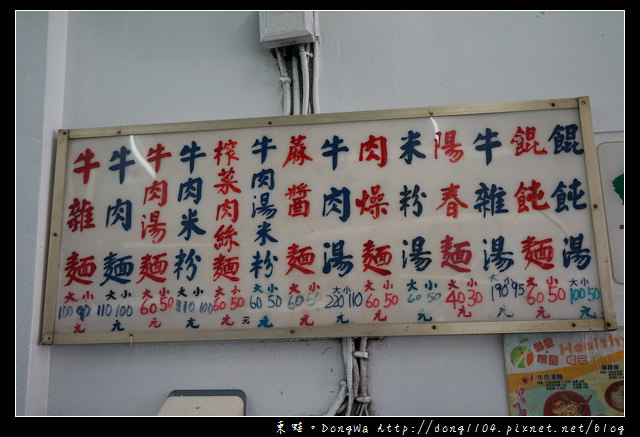 餛飩湯 大小 100 50 元
餛飩麵 大小 60 50 元
牛雜湯 大小 190 95 元
陽春麵 大小 40 30 元
米粉湯 大小 60 50 元
肉燥麵 大小 60 50 元
牛肉湯 大小 220 110 元
蔴醬麵 大小 60 50 元
牛肉湯米粉 大小 60 50 元
榨菜肉絲麵 大小 60 50 元
牛肉米粉 大小 110 100 元
牛肉湯麵 大小 60 50 元
牛肉麵 大小 110 100 元
牛雜麵 大小 100 90 元
Healthy
東蛙。DongWa http://dong1104.pixnet.net/blog